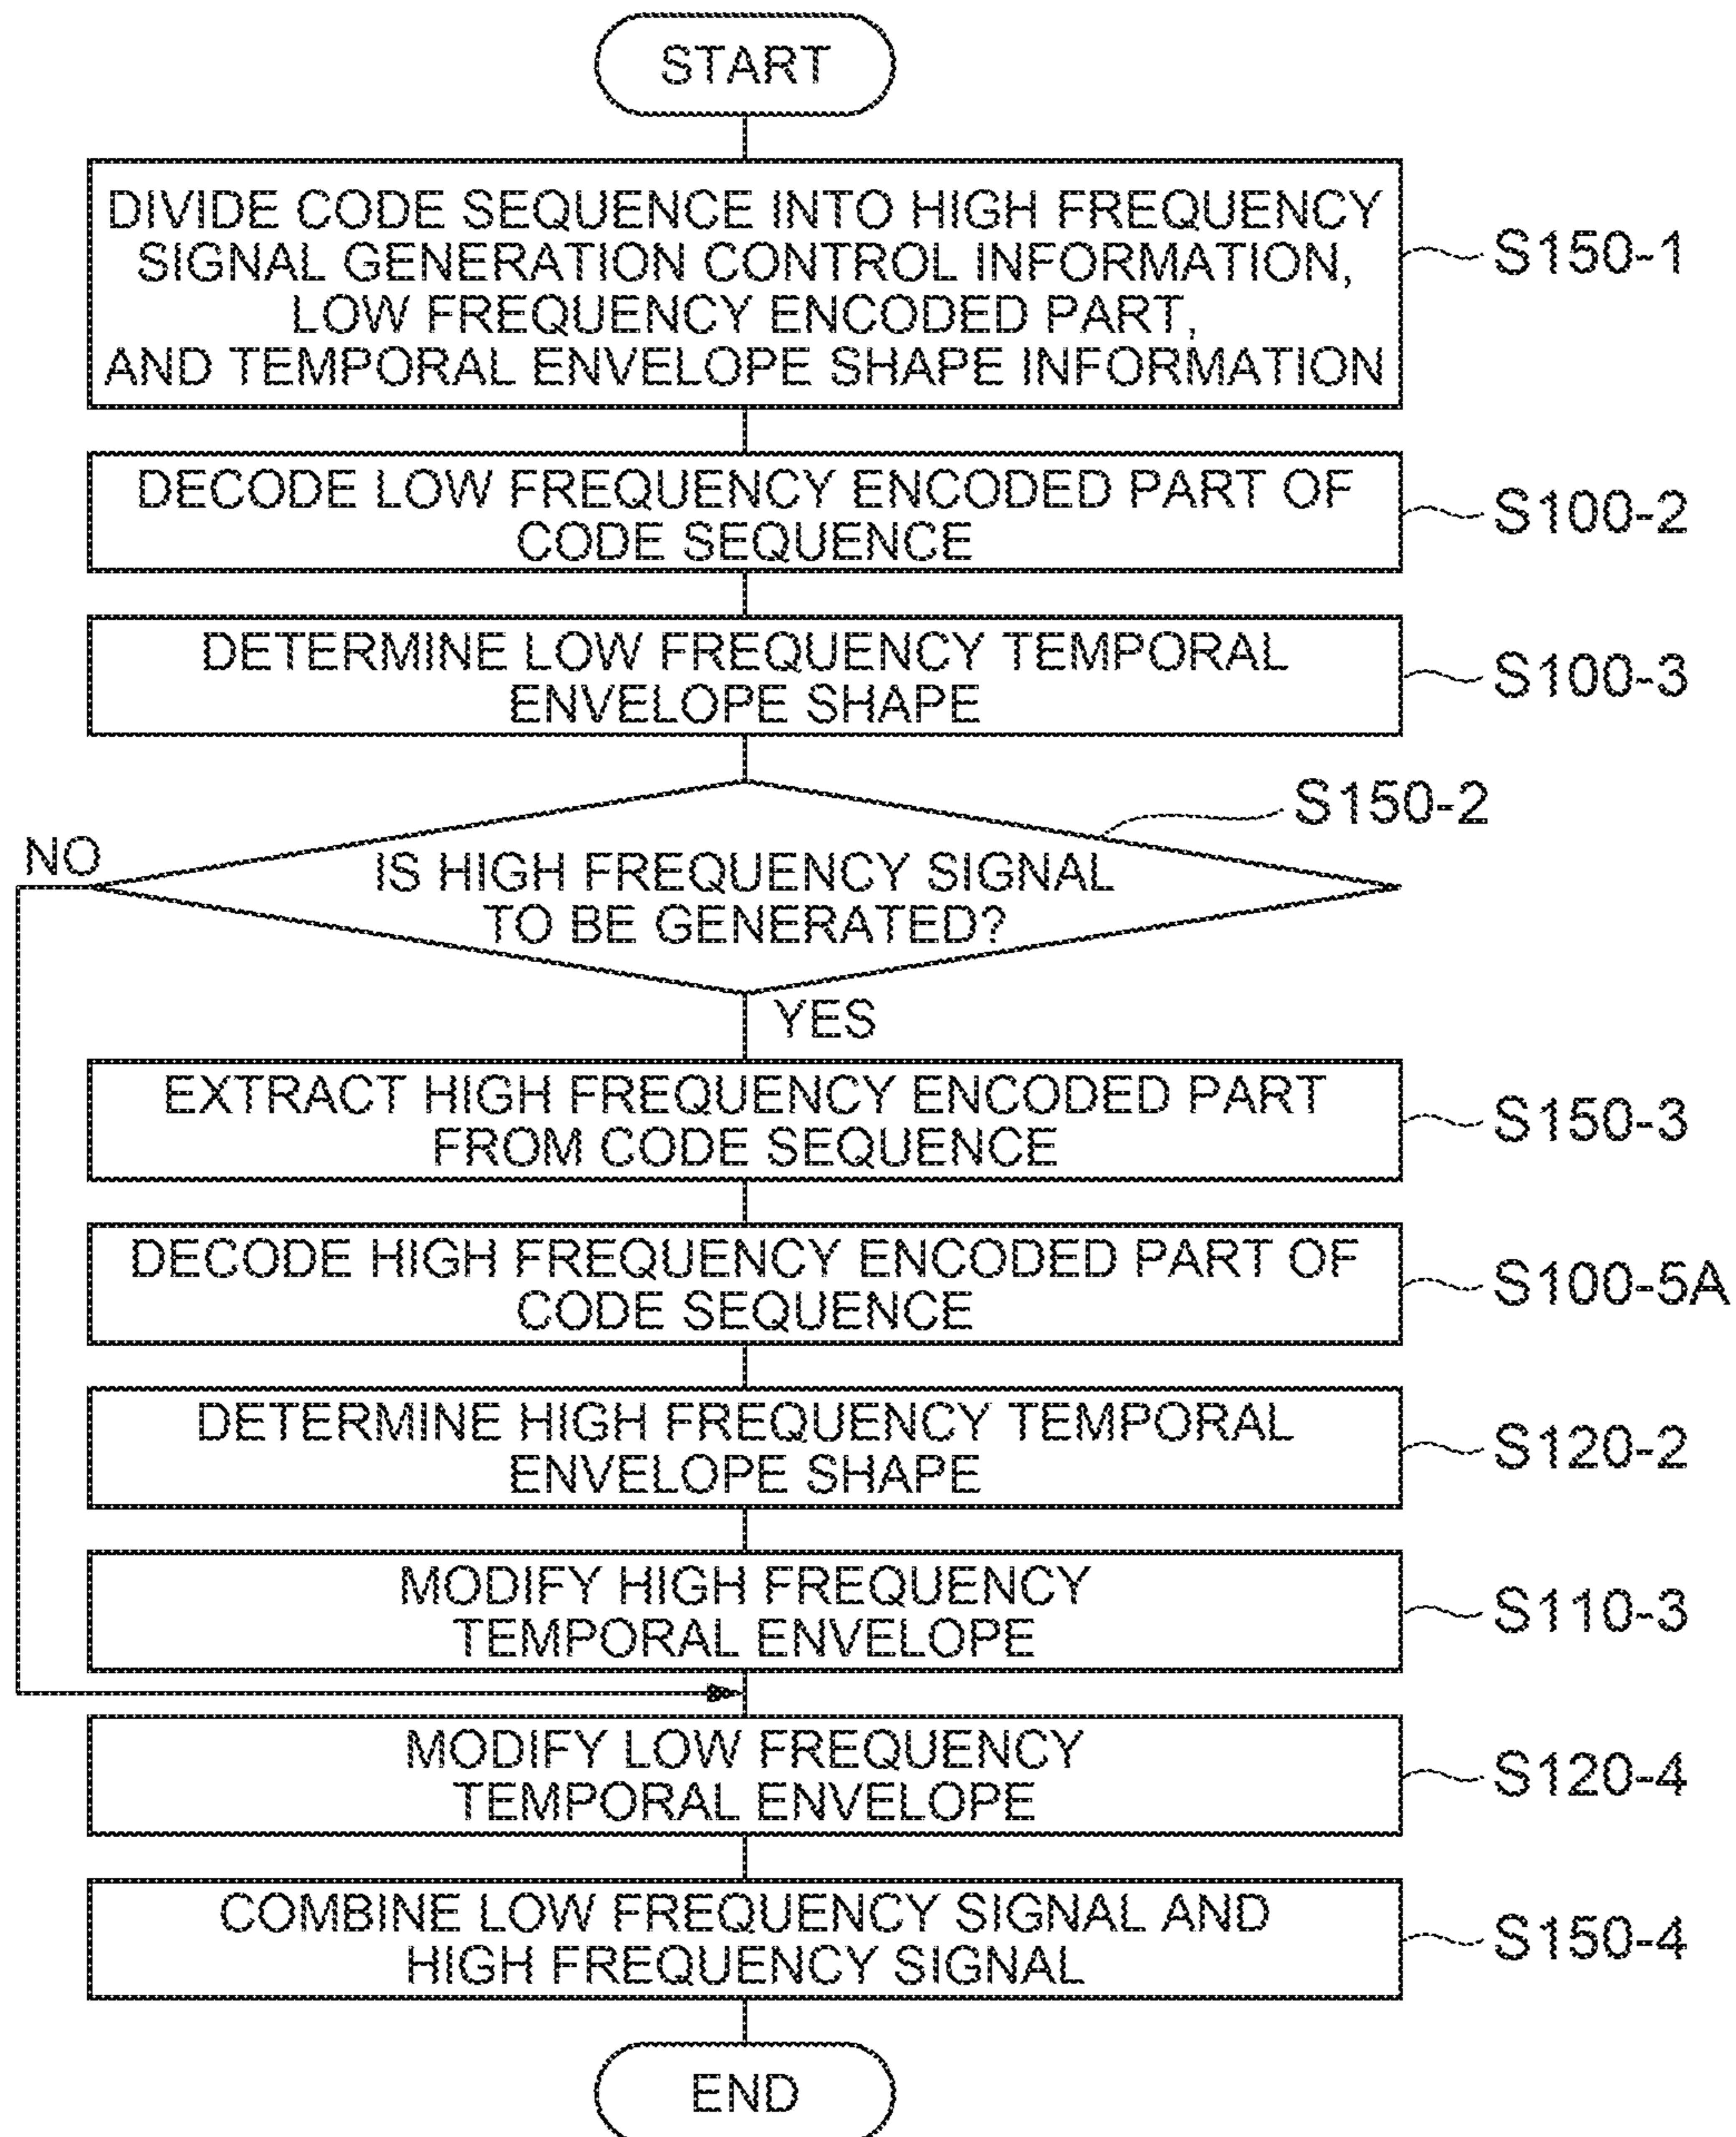 START
DIVIDE CODE SEQUENCE INTO HIGH FREQUENCY
SIGNAL GENERATION CONTROL INFORMATION,
LOW FREQUENCY ENCODED PART,
AND TEMPORAL ENVELOPE SHAPE INFORMATION
S150-1
DECODE LOW FREQUENCY ENCODED PART OF
CODE SEQUENCE
S100-2
DETERMINE LOW FREQUENCY TEMPORAL
ENVELOPE SHAPE
S100-3
S150-2
NO
IS HIGH FREQUENCY SIGNAL
TO BE GENERATED?
YES
EXTRACT HIGH FREQUENCY ENCODED PART
FROM CODE SEQUENCE
S150-3
DECODE HIGH FREQUENCY ENCODED PART OF
CODE SEQUENCE
S100-5A
DETERMINE HIGH FREQUENCY TEMPORAL
ENVELOPE SHAPE
S120-2
MODIFY HIGH FREQUENCY
TEMPORAL ENVELOPE
S110-3
MODIFY LOW FREQUENCY
TEMPORAL ENVELOPE
S120-4
COMBINE LOW FREQUENCY SIGNAL AND
HIGH FREQUENCY SIGNAL
S150-4
END